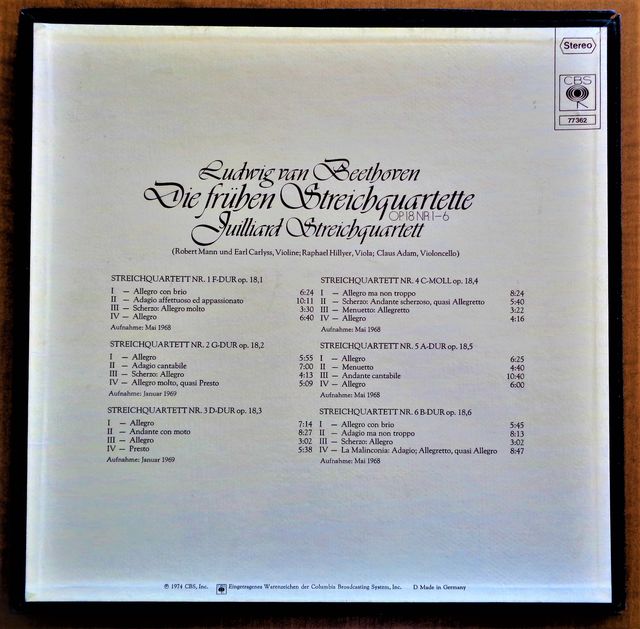 Stereo
CBS
77362
Ludwig van Beethoven
Die frühen Streichquartette
OP. 18 NR. 1-6
Juilliard Streichquartett
(Robert Mann und Earl Carlyss, Violine; Raphael Hillyer, Viola; Claus Adam, Violoncello)
STREICHQUARTETT NR. 1 F-DUR op. 18,1
I — Allegro con brio 6:24
II — Adagio affettuoso ed appassionato 10:11
III — Scherzo: Allegro molto 3:30
IV — Allegro 6:40
Aufnahme: Mai 1968
STREICHQUARTETT NR. 2 G-DUR op. 18,2
I — Allegro 5:55
II — Adagio cantabile 7:00
III — Scherzo: Allegro 4:13
IV — Allegro molto, quasi Presto 5:09
Aufnahme: Januar 1969
STREICHQUARTETT NR. 3 D-DUR op. 18,3
I — Allegro 7:14
II — Andante con moto 8:27
III — Allegro 3:02
IV — Presto 5:38
Aufnahme: Januar 1969
STREICHQUARTETT NR. 4 C-MOLL op. 18,4
I — Allegro ma non troppo 8:24
II — Scherzo: Andante scherzoso, quasi Allegretto 5:40
III — Menuetto: Allegretto 3:22
IV — Allegro 4:16
Aufnahme: Mai 1968
STREICHQUARTETT NR. 5 A-DUR op. 18,5
I — Allegro 6:25
II — Menuetto 4:40
III — Andante cantabile 10:40
IV — Allegro 6:00
Aufnahme: Mai 1968
STREICHQUARTETT NR. 6 B-DUR op. 18,6
I — Allegro con brio 5:45
II — Adagio ma non troppo 8:13
III — Scherzo: Allegro 3:02
IV — La Malinconia: Adagio; Allegretto, quasi Allegro 8:47
Aufnahme: Mai 1968
℗ 1974 CBS, Inc. Eingetragenes Warenzeichen der Columbia Broadcasting System, Inc. D Made in Germany